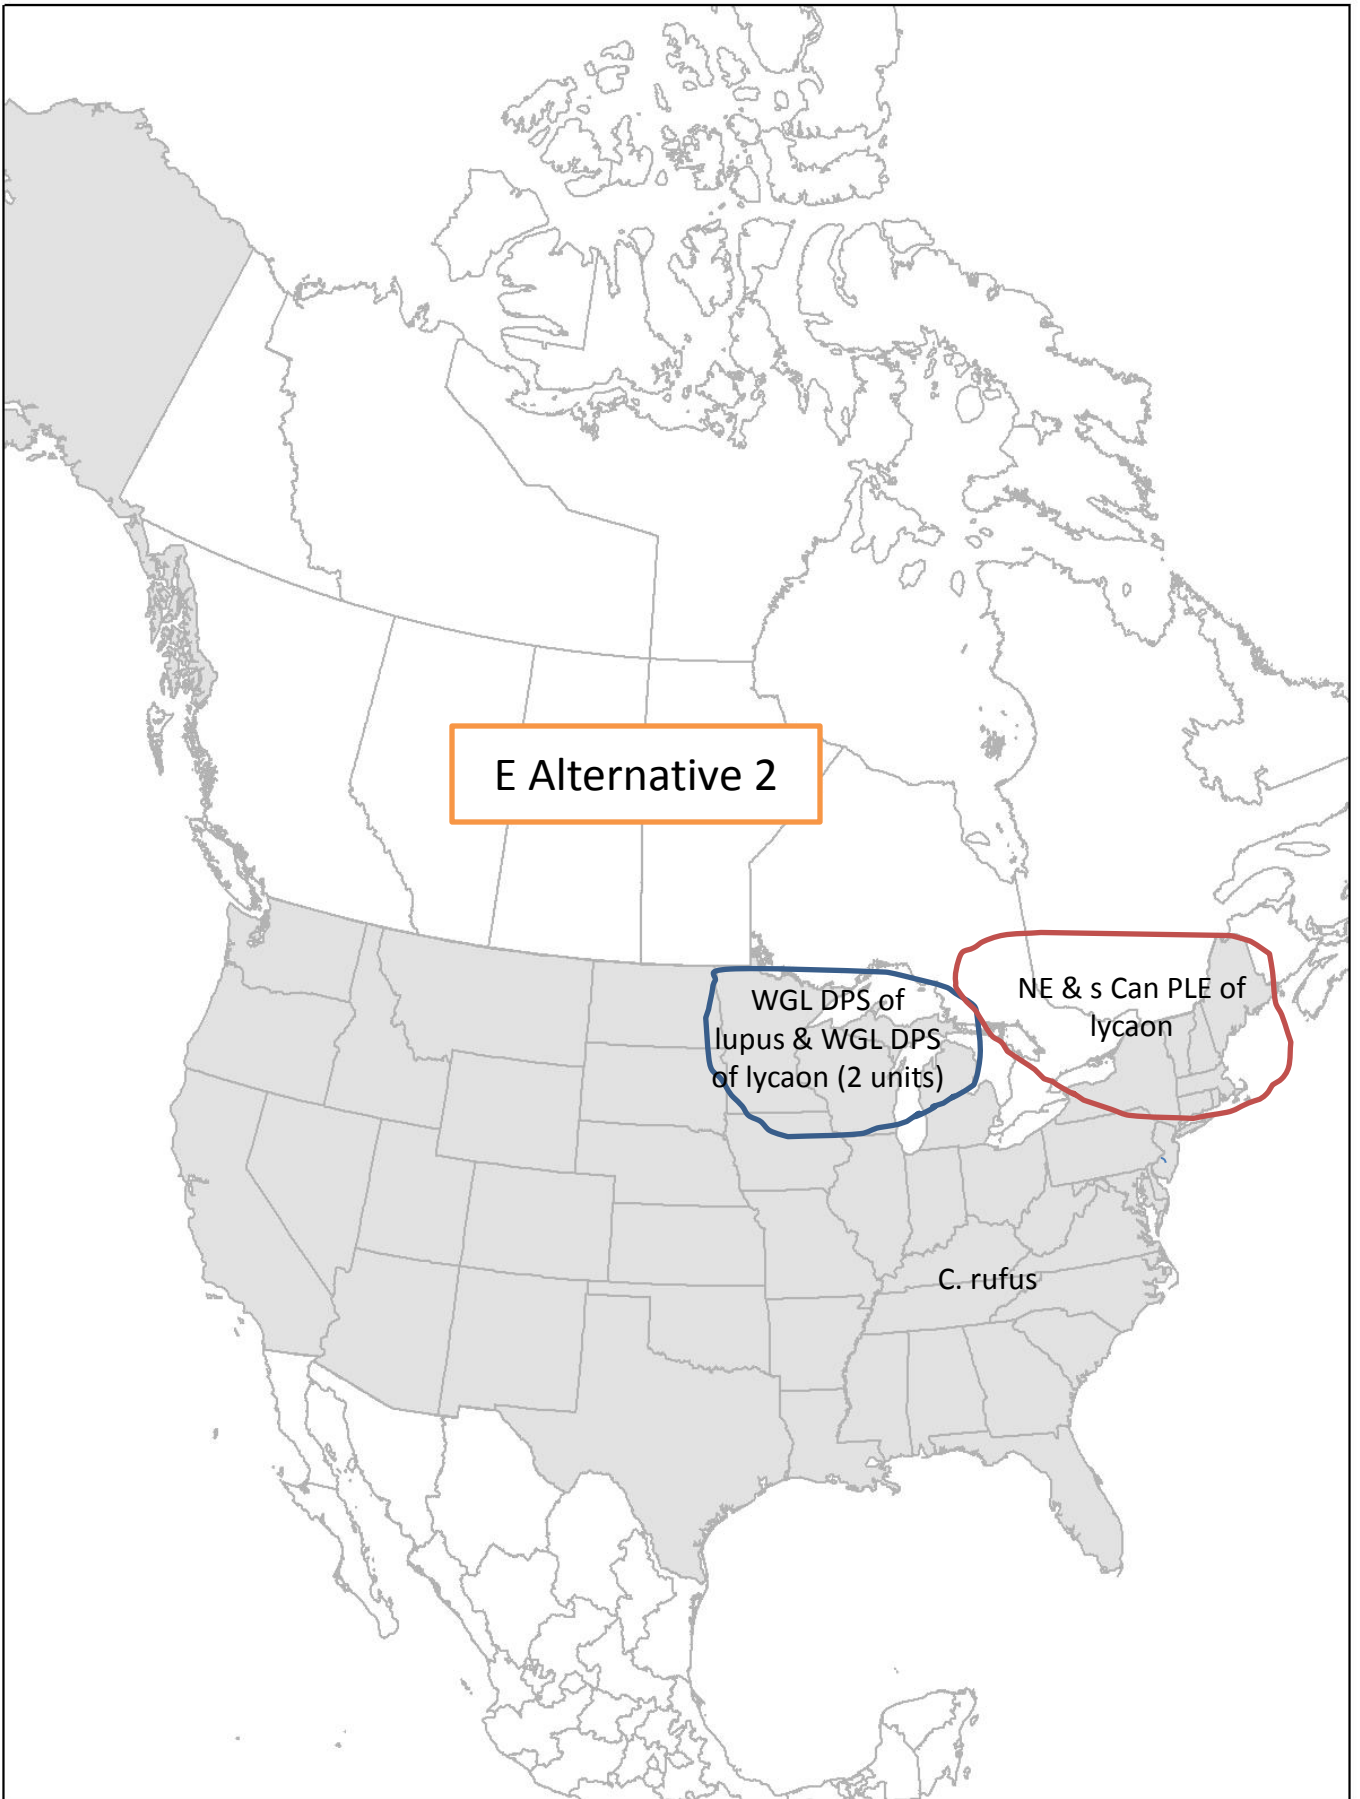 E Alternative 2
WGL DPS of
lupus & WGL DPS
of lycaon (2 units)
NE & s Can PLE of
lycaon
C. rufus